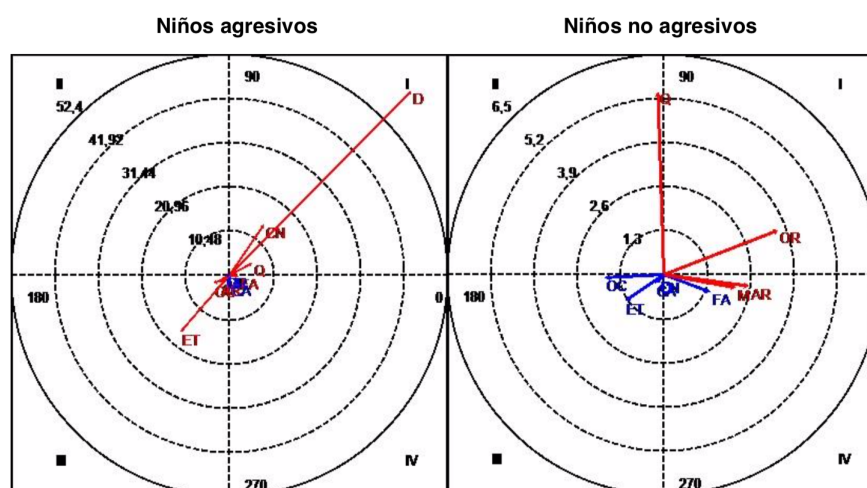 Niños agresivos
Niños no agresivos
II
90
I
52,4
D
41,92
31,44
20,96
10,48
CN
Q
180
0
ET
III
IV
270
II
90
I
6,5
Q
5,2
3,9
2,6
1,3
OR
180
OC
ET
CN
FA
MAR
III
IV
270